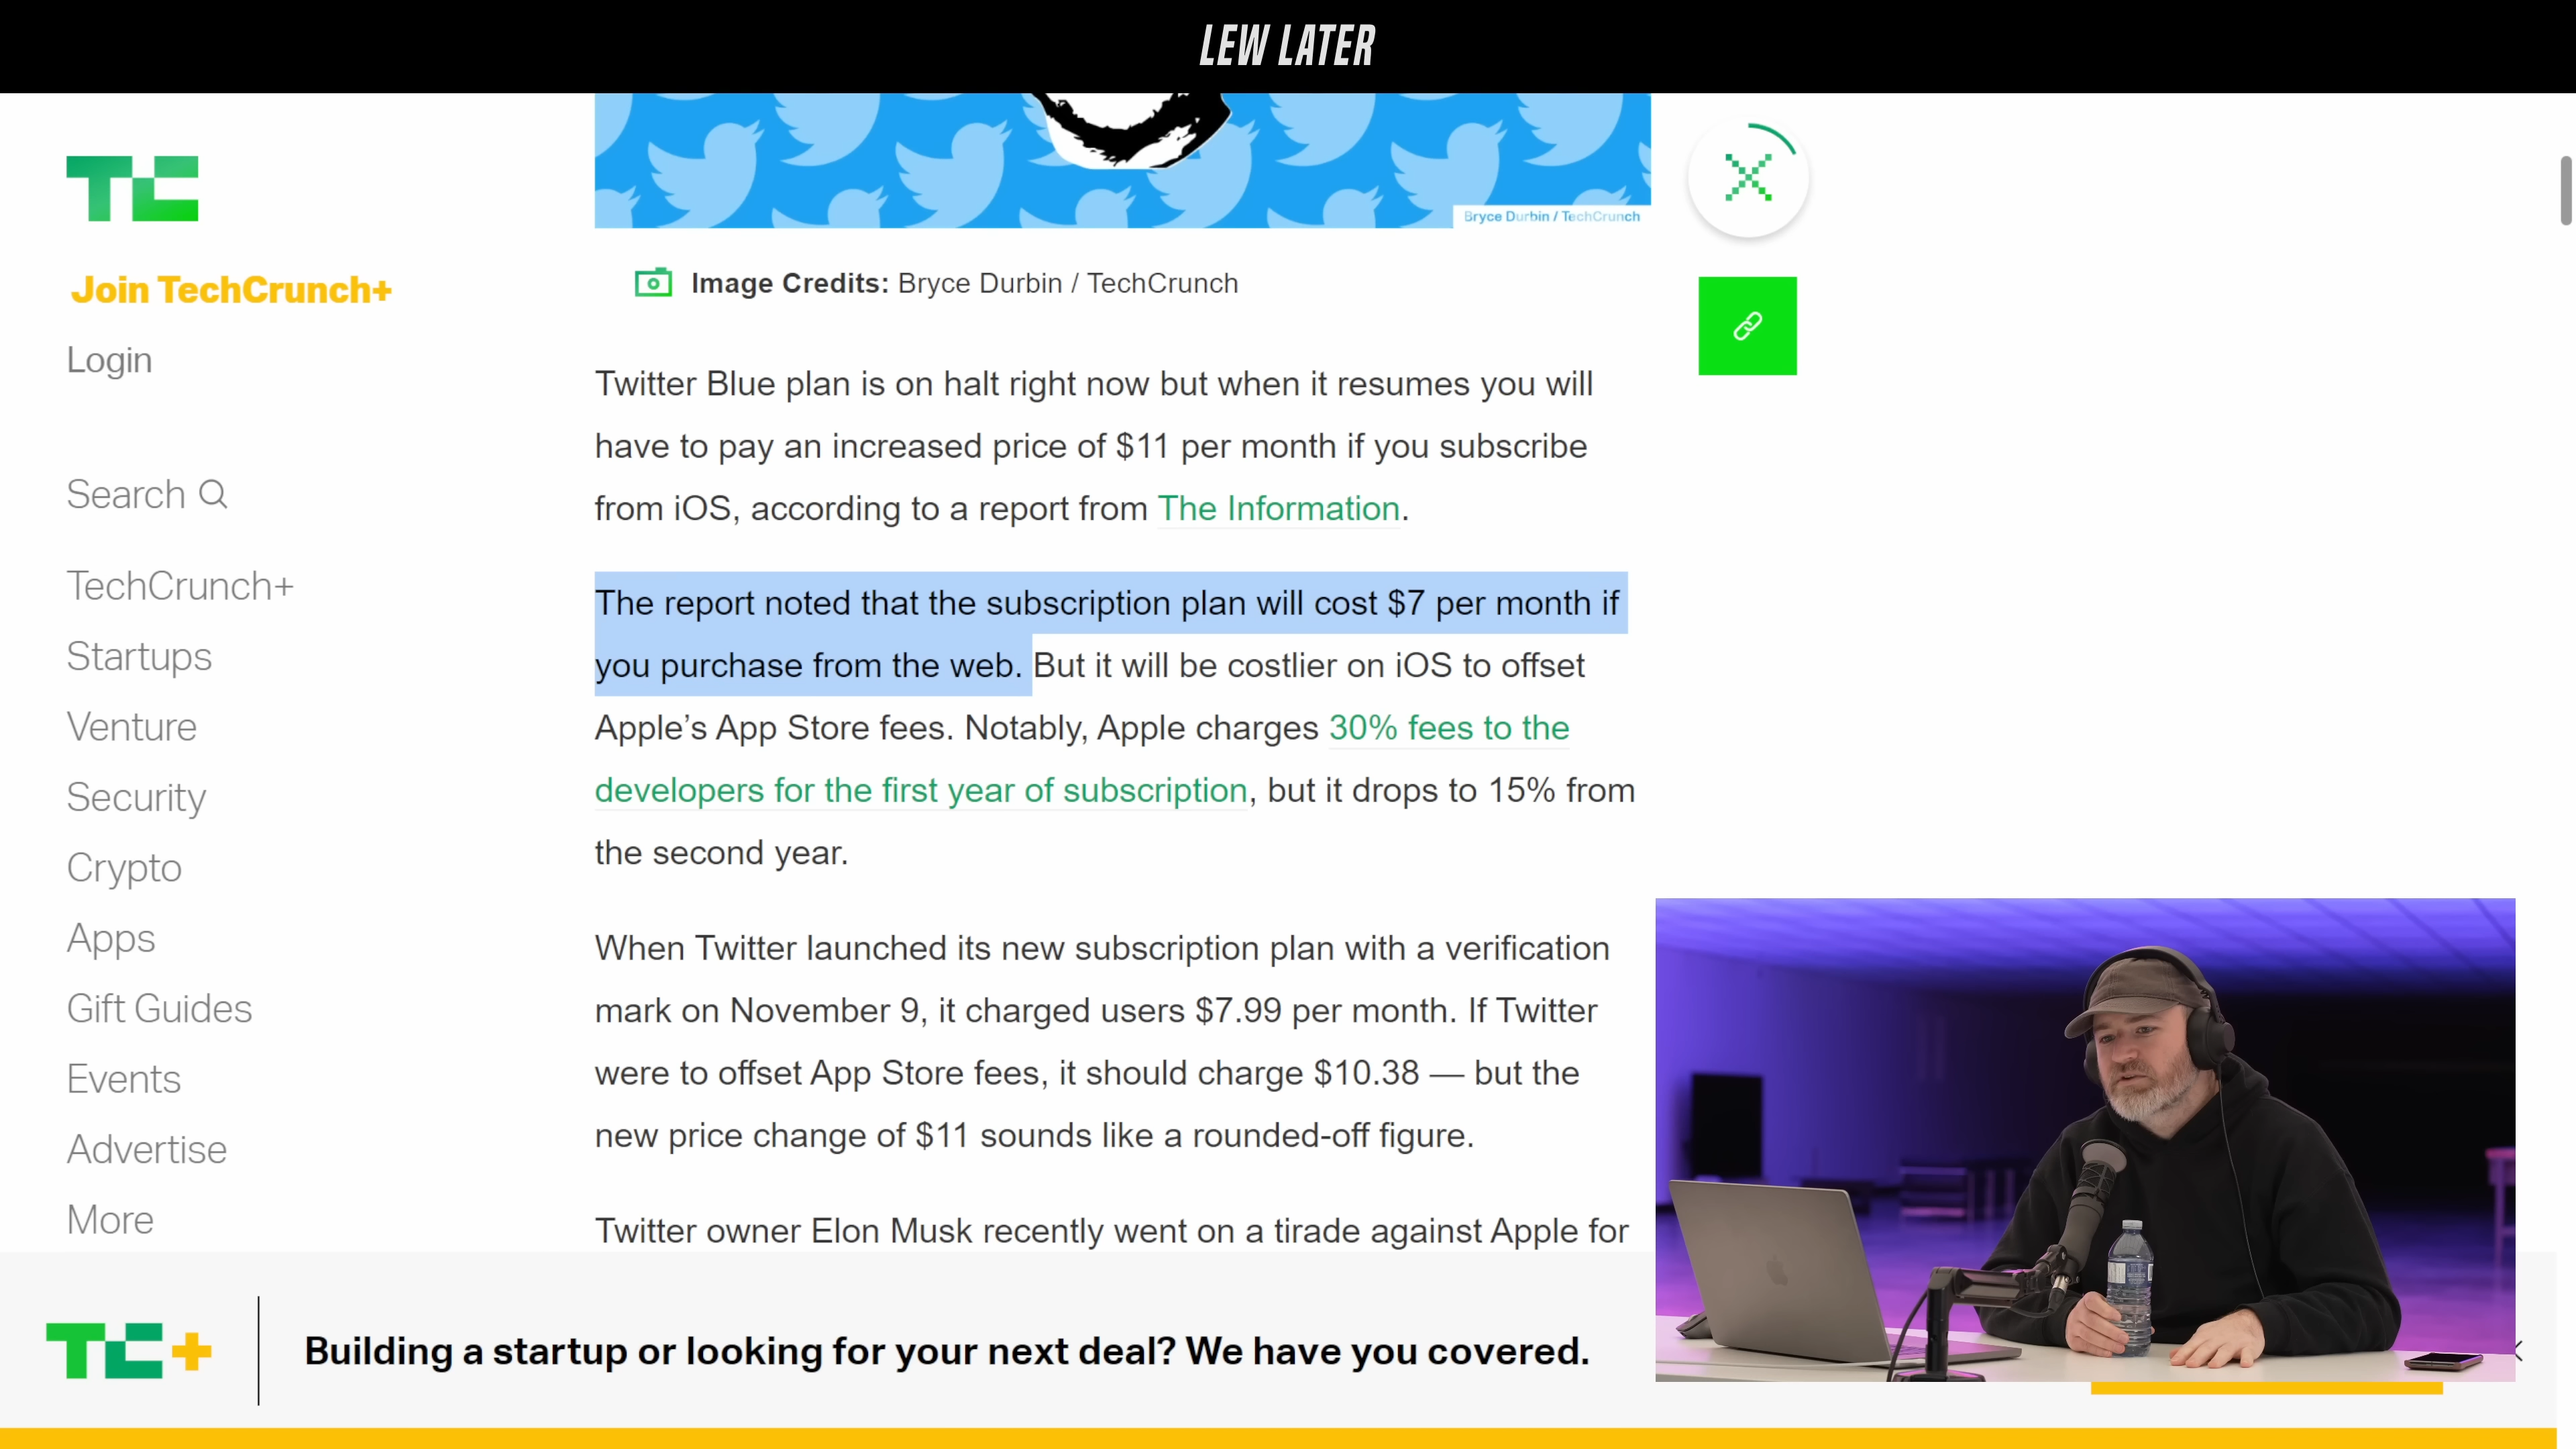 LEW LATER
TC
Join TechCrunch+
Login
Search
TechCrunch+
Startups
Venture
Security
Crypto
Apps
Gift Guides
Events
Advertise
More
Bryce Durbin / TechCrunch
Image Credits: Bryce Durbin / TechCrunch
Twitter Blue plan is on halt right now but when it resumes you will
have to pay an increased price of $11 per month if you subscribe
from iOS, according to a report from The Information.
The report noted that the subscription plan will cost $7 per month if
you purchase from the web. But it will be costlier on iOS to offset
Apple’s App Store fees. Notably, Apple charges 30% fees to the
developers for the first year of subscription, but it drops to 15% from
the second year.
When Twitter launched its new subscription plan with a verification
mark on November 9, it charged users $7.99 per month. If Twitter
were to offset App Store fees, it should charge $10.38 — but the
new price change of $11 sounds like a rounded-off figure.
Twitter owner Elon Musk recently went on a tirade against Apple for
TC+
Building a startup or looking for your next deal? We have you covered.